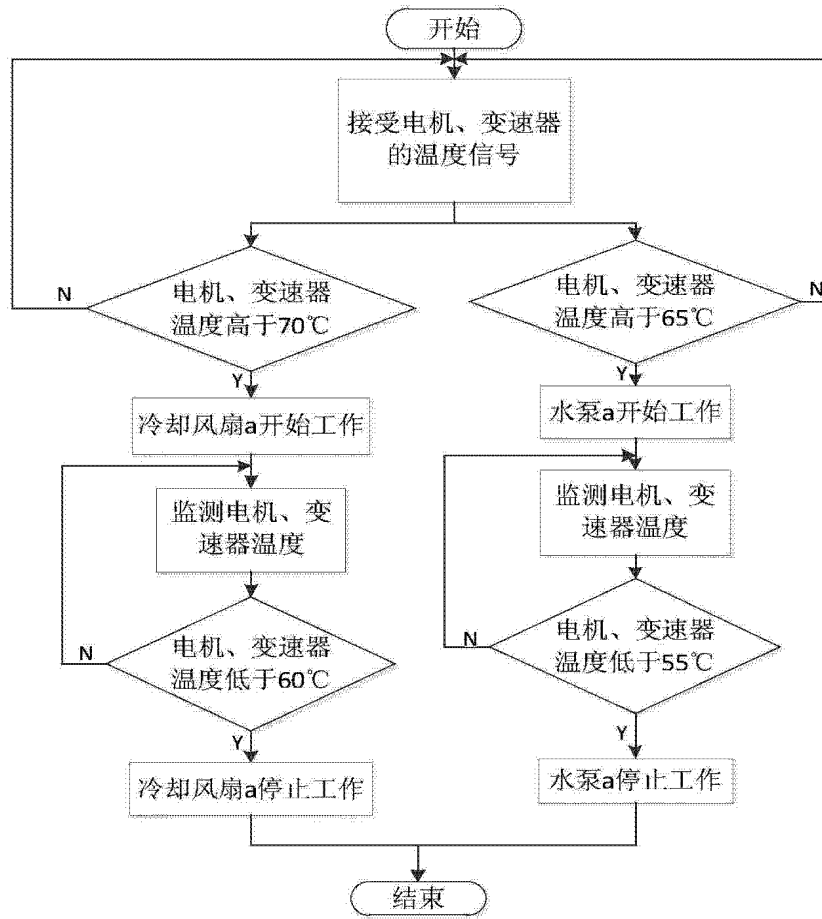 开始
接受电机、变速器
的温度信号
电机、变速器
温度高于70℃
N
Y
电机、变速器
温度高于65℃
N
Y
冷却风扇a开始工作
水泵a开始工作
监测电机、变
速器温度
监测电机、变
速器温度
电机、变速器
温度低于60℃
N
Y
电机、变速器
温度低于55℃
N
Y
冷却风扇a停止工作
水泵a停止工作
结束